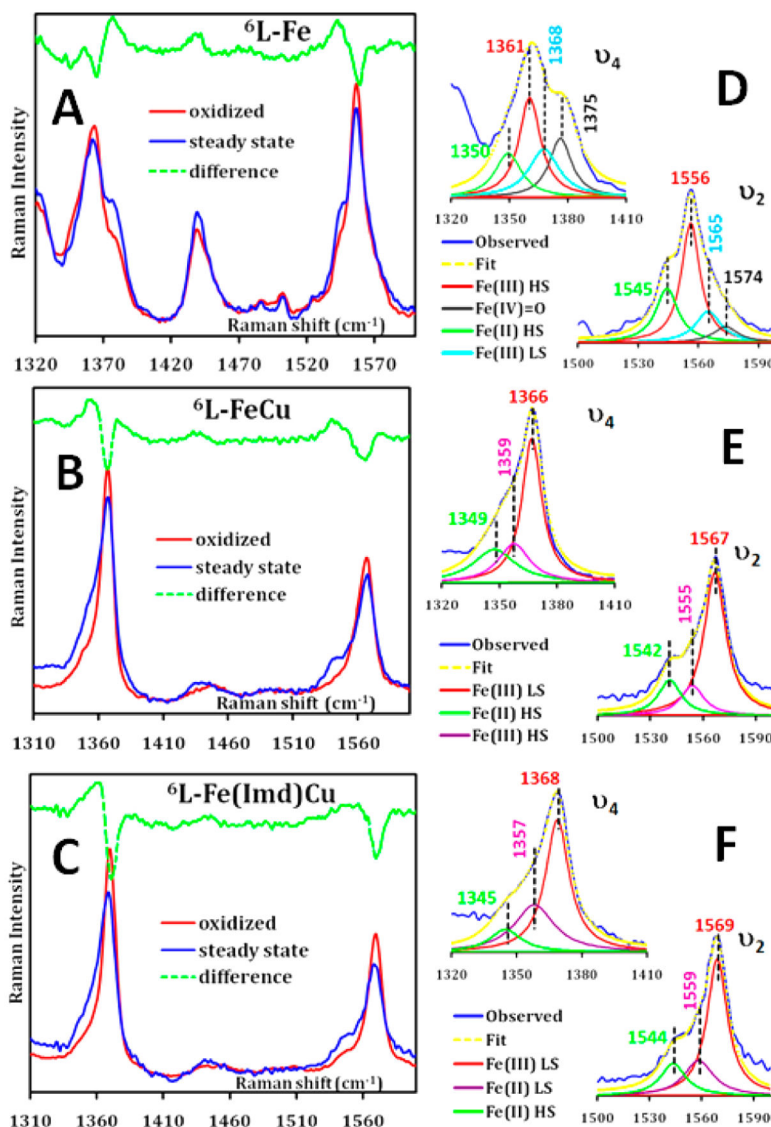 ⁶L-Fe
A
oxidized
steady state
difference
Raman Intensity
Raman shift (cm⁻¹)
1320 1370 1420 1470 1520 1570
D
1361
1368
1375
1350
υ₄
1320 1350 1380 1410
Observed
Fit
Fe(III) HS
Fe(IV)=O
Fe(II) HS
Fe(III) LS
υ₂
1556
1565
1574
1545
1500 1530 1560 1590
⁶L-FeCu
B
oxidized
steady state
difference
Raman Intensity
Raman shift (cm⁻¹)
1310 1360 1410 1460 1510 1560
E
1366
1359
1349
υ₄
1320 1350 1380 1410
Observed
Fit
Fe(III) LS
Fe(II) HS
Fe(III) HS
1567
υ₂
1555
1542
1500 1530 1560 1590
⁶L-Fe(Imd)Cu
C
oxidized
steady state
difference
Raman Intensity
Raman shift (cm⁻¹)
1310 1360 1410 1460 1510 1560
F
1368
1357
1345
υ₄
1320 1350 1380 1410
Observed
Fit
Fe(III) LS
Fe(II) LS
Fe(II) HS
1569
υ₂
1559
1544
1500 1530 1560 1590